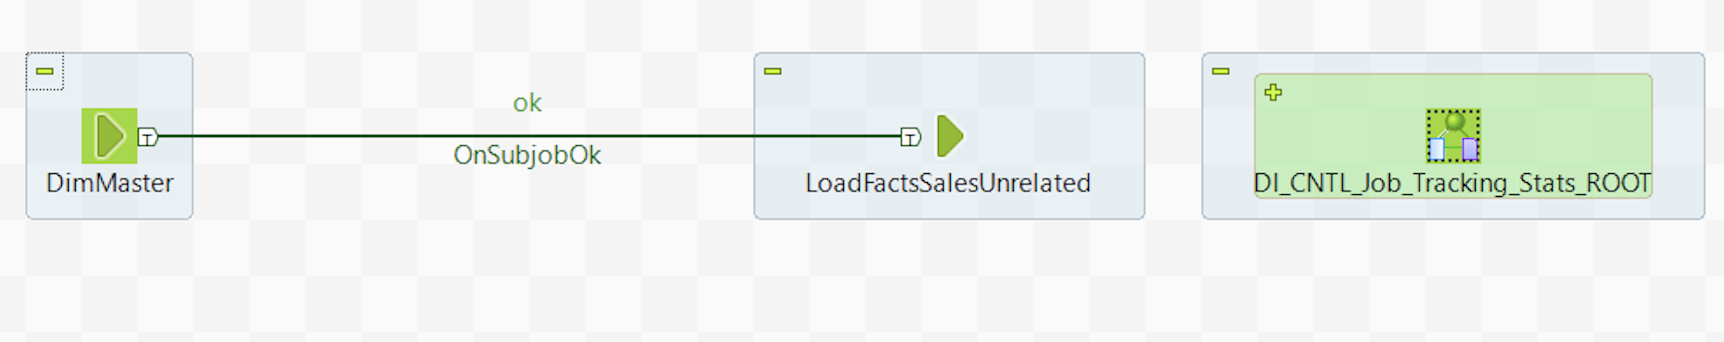 ok
T
T
OnSubjobOk
DimMaster
LoadFactsSalesUnrelated
DI_CNTL_Job_Tracking_Stats_ROOT